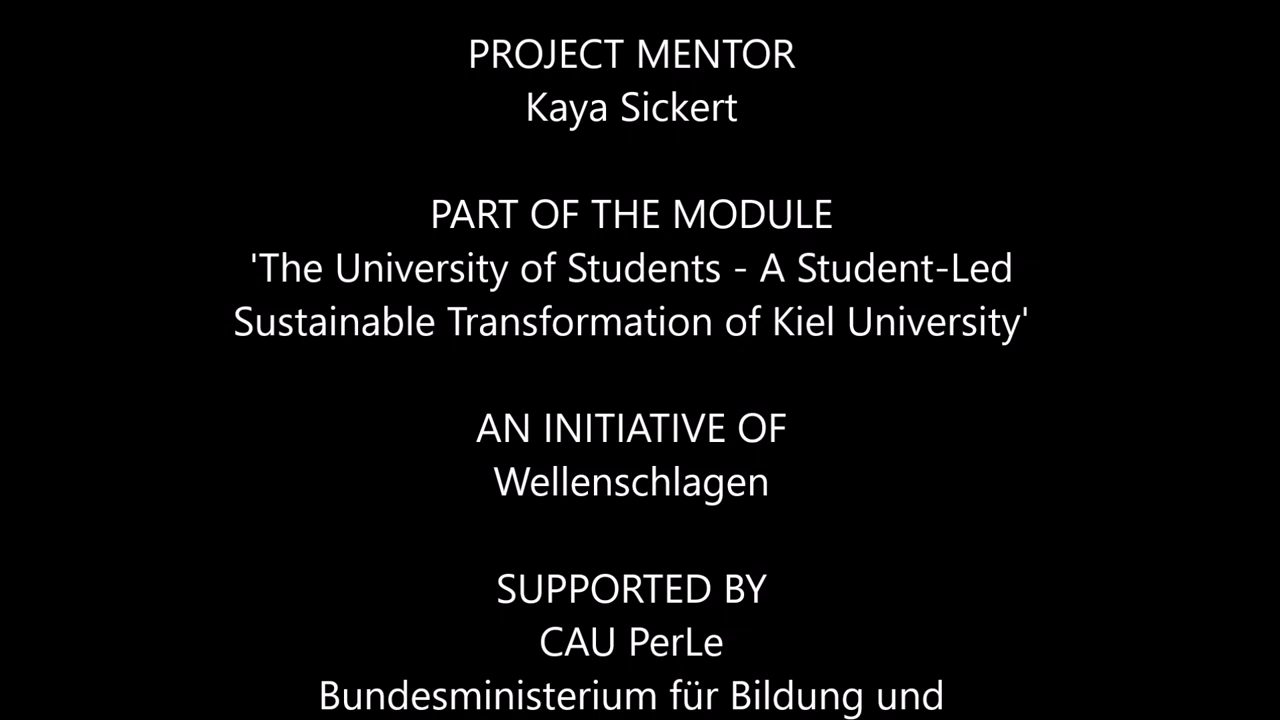 PROJECT MENTOR
Kaya Sickert
PART OF THE MODULE
'The University of Students - A Student-Led
Sustainable Transformation of Kiel University'
AN INITIATIVE OF
Wellenschlagen
SUPPORTED BY
CAU PerLe
Bundesministerium für Bildung und